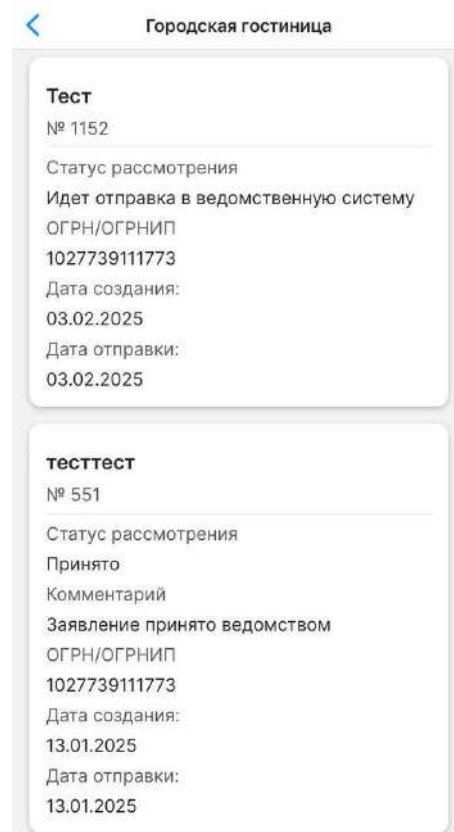 Городская гостиница
Тест
№ 1152
Статус рассмотрения
Идет отправка в ведомственную систему
ОГРН/ОГРНИП
1027739111773
Дата создания:
03.02.2025
Дата отправки:
03.02.2025
тесттест
№ 551
Статус рассмотрения
Принято
Комментарий
Заявление принято ведомством
ОГРН/ОГРНИП
1027739111773
Дата создания:
13.01.2025
Дата отправки:
13.01.2025